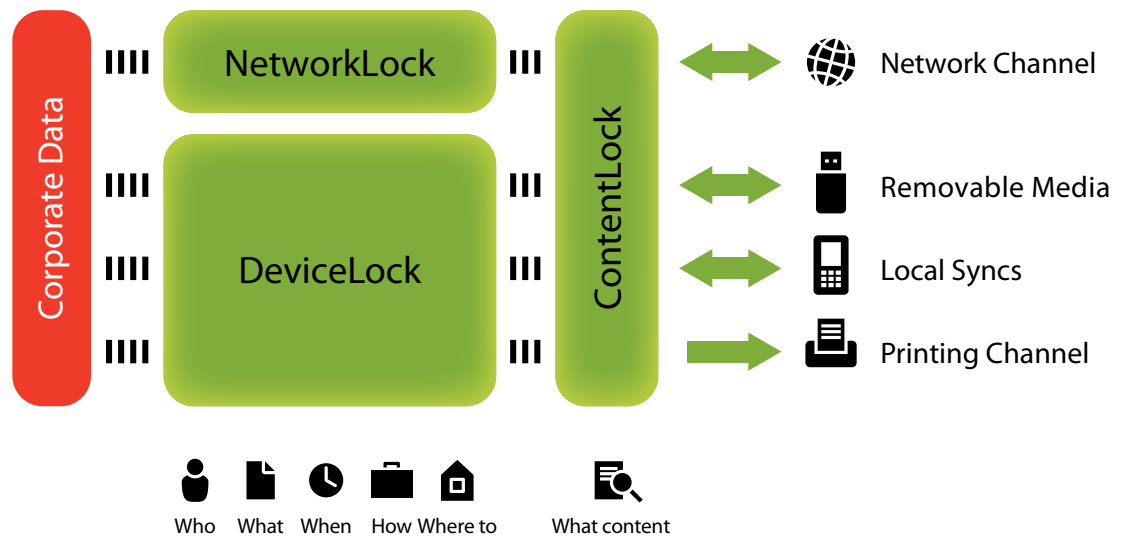 Corporate Data
NetworkLock
DeviceLock
ContentLock
Network Channel
Removable Media
Local Syncs
Printing Channel
Who What When How Where to What content